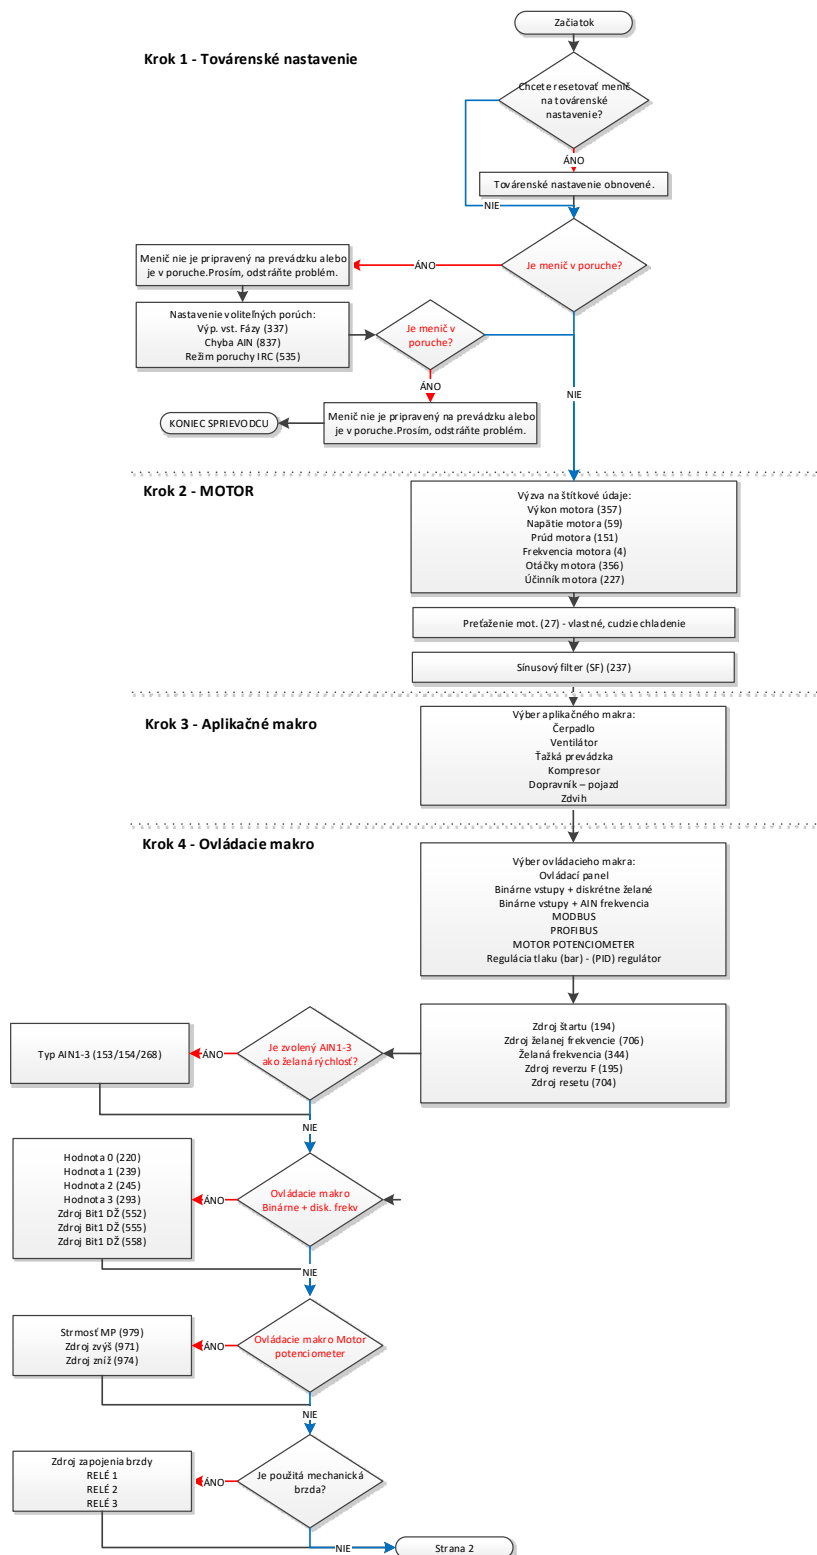 Začiatok
Krok 1 - Továrenské nastavenie
Chcete resetovať menič
na továrenské
nastavenie?
ÁNO
Továrenské nastavenie obnovené.
NIE
Je menič v poruche?
ÁNO
Menič nie je pripravený na prevádzku alebo
je v poruche.Prosím, odstráňte problém.
Nastavenie voliteľných porúch:
Výp. vst. Fázy (337)
Chyba AIN (837)
Režim poruchy IRC (535)
Je menič v
poruche?
ÁNO
NIE
Menič nie je pripravený na prevádzku alebo
je v poruche.Prosím, odstráňte problém.
KONIEC SPRIEVODCU
Krok 2 - MOTOR
Výzva na štítkové údaje:
Výkon motora (357)
Napätie motora (59)
Prúd motora (151)
Frekvencia motora (4)
Otáčky motora (356)
Účinník motora (227)
Preťaženie mot. (27) - vlastné, cudzie chladenie
Sínusový filter (SF) (237)
Krok 3 - Aplikačné makro
Výber aplikačného makra:
Čerpadlo
Ventilátor
Ťažká prevádzka
Kompresor
Dopravník – pojazd
Zdvih
Krok 4 - Ovládacie makro
Výber ovládacieho makra:
Ovládací panel
Binárne vstupy + diskrétne želané
Binárne vstupy + AIN frekvencia
MODBUS
PROFIBUS
MOTOR POTENCIOMETER
Regulácia tlaku (bar) - (PID) regulátor
Zdroj štartu (194)
Zdroj želanej frekvencie (706)
Želaná frekvencia (344)
Zdroj reverzu F (195)
Zdroj resetu (704)
Je zvolený AIN1-3
ako želaná rýchlosť?
ÁNO
Typ AIN1-3 (153/154/268)
NIE
Hodnota 0 (220)
Hodnota 1 (239)
Hodnota 2 (245)
Hodnota 3 (293)
Zdroj Bit1 DŽ (552)
Zdroj Bit1 DŽ (555)
Zdroj Bit1 DŽ (558)
ÁNO
Ovládacie makro
Binárne + disk. frekv
NIE
Strmosť MP (979)
Zdroj zvýš (971)
Zdroj zníž (974)
ÁNO
Ovládacie makro Motor
potenciometer
NIE
Zdroj zapojenia brzdy
RELÉ 1
RELÉ 2
RELÉ 3
ÁNO
Je použitá mechanická
brzda?
NIE
Strana 2